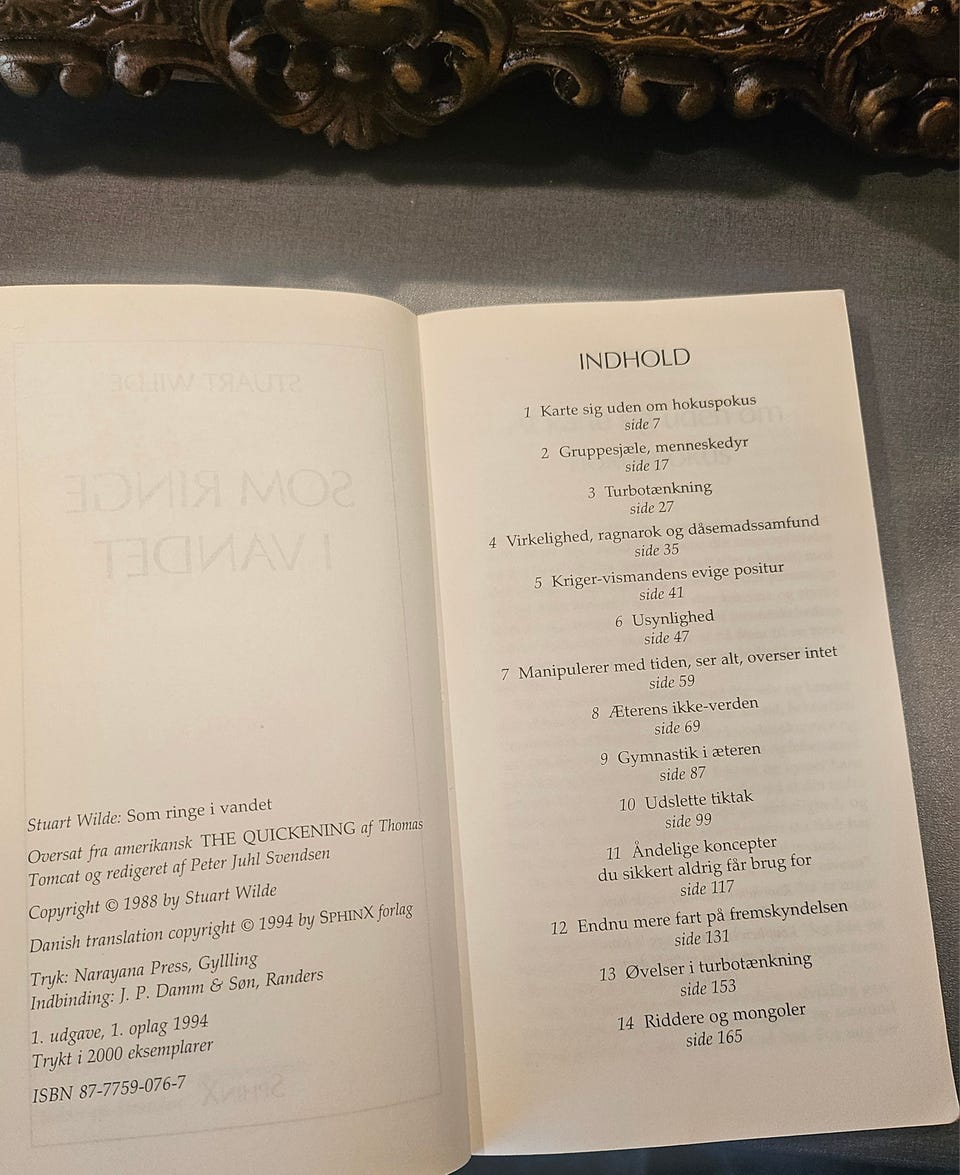 STUART WILDE
SOM RINGE
I VANDET
SPHINX
Stuart Wilde: Som ringe i vandet
Oversat fra amerikansk THE QUICKENING af Thomas
Tomcat og redigeret af Peter Juhl Svendsen
Copyright © 1988 by Stuart Wilde
Danish translation copyright © 1994 by SPHINX forlag
Tryk: Narayana Press, Gyllling
Indbinding: J. P. Damm & Søn, Randers
1. udgave, 1. oplag 1994
Trykt i 2000 eksemplarer
ISBN 87-7759-076-7
INDHOLD
1 Karte sig uden om hokuspokus
side 7
2 Gruppesjæle, menneskedyr
side 17
3 Turbotænkning
side 27
4 Virkelighed, ragnarok og dåsemadssamfund
side 35
5 Kriger-vismandens evige positur
side 41
6 Usynlighed
side 47
7 Manipulerer med tiden, ser alt, overser intet
side 59
8 Æterens ikke-verden
side 69
9 Gymnastik i æteren
side 87
10 Udslette tiktak
side 99
11 Åndelige koncepter
du sikkert aldrig får brug for
side 117
12 Endnu mere fart på fremskyndelsen
side 131
13 Øvelser i turbotænkning
side 153
14 Riddere og mongoler
side 165